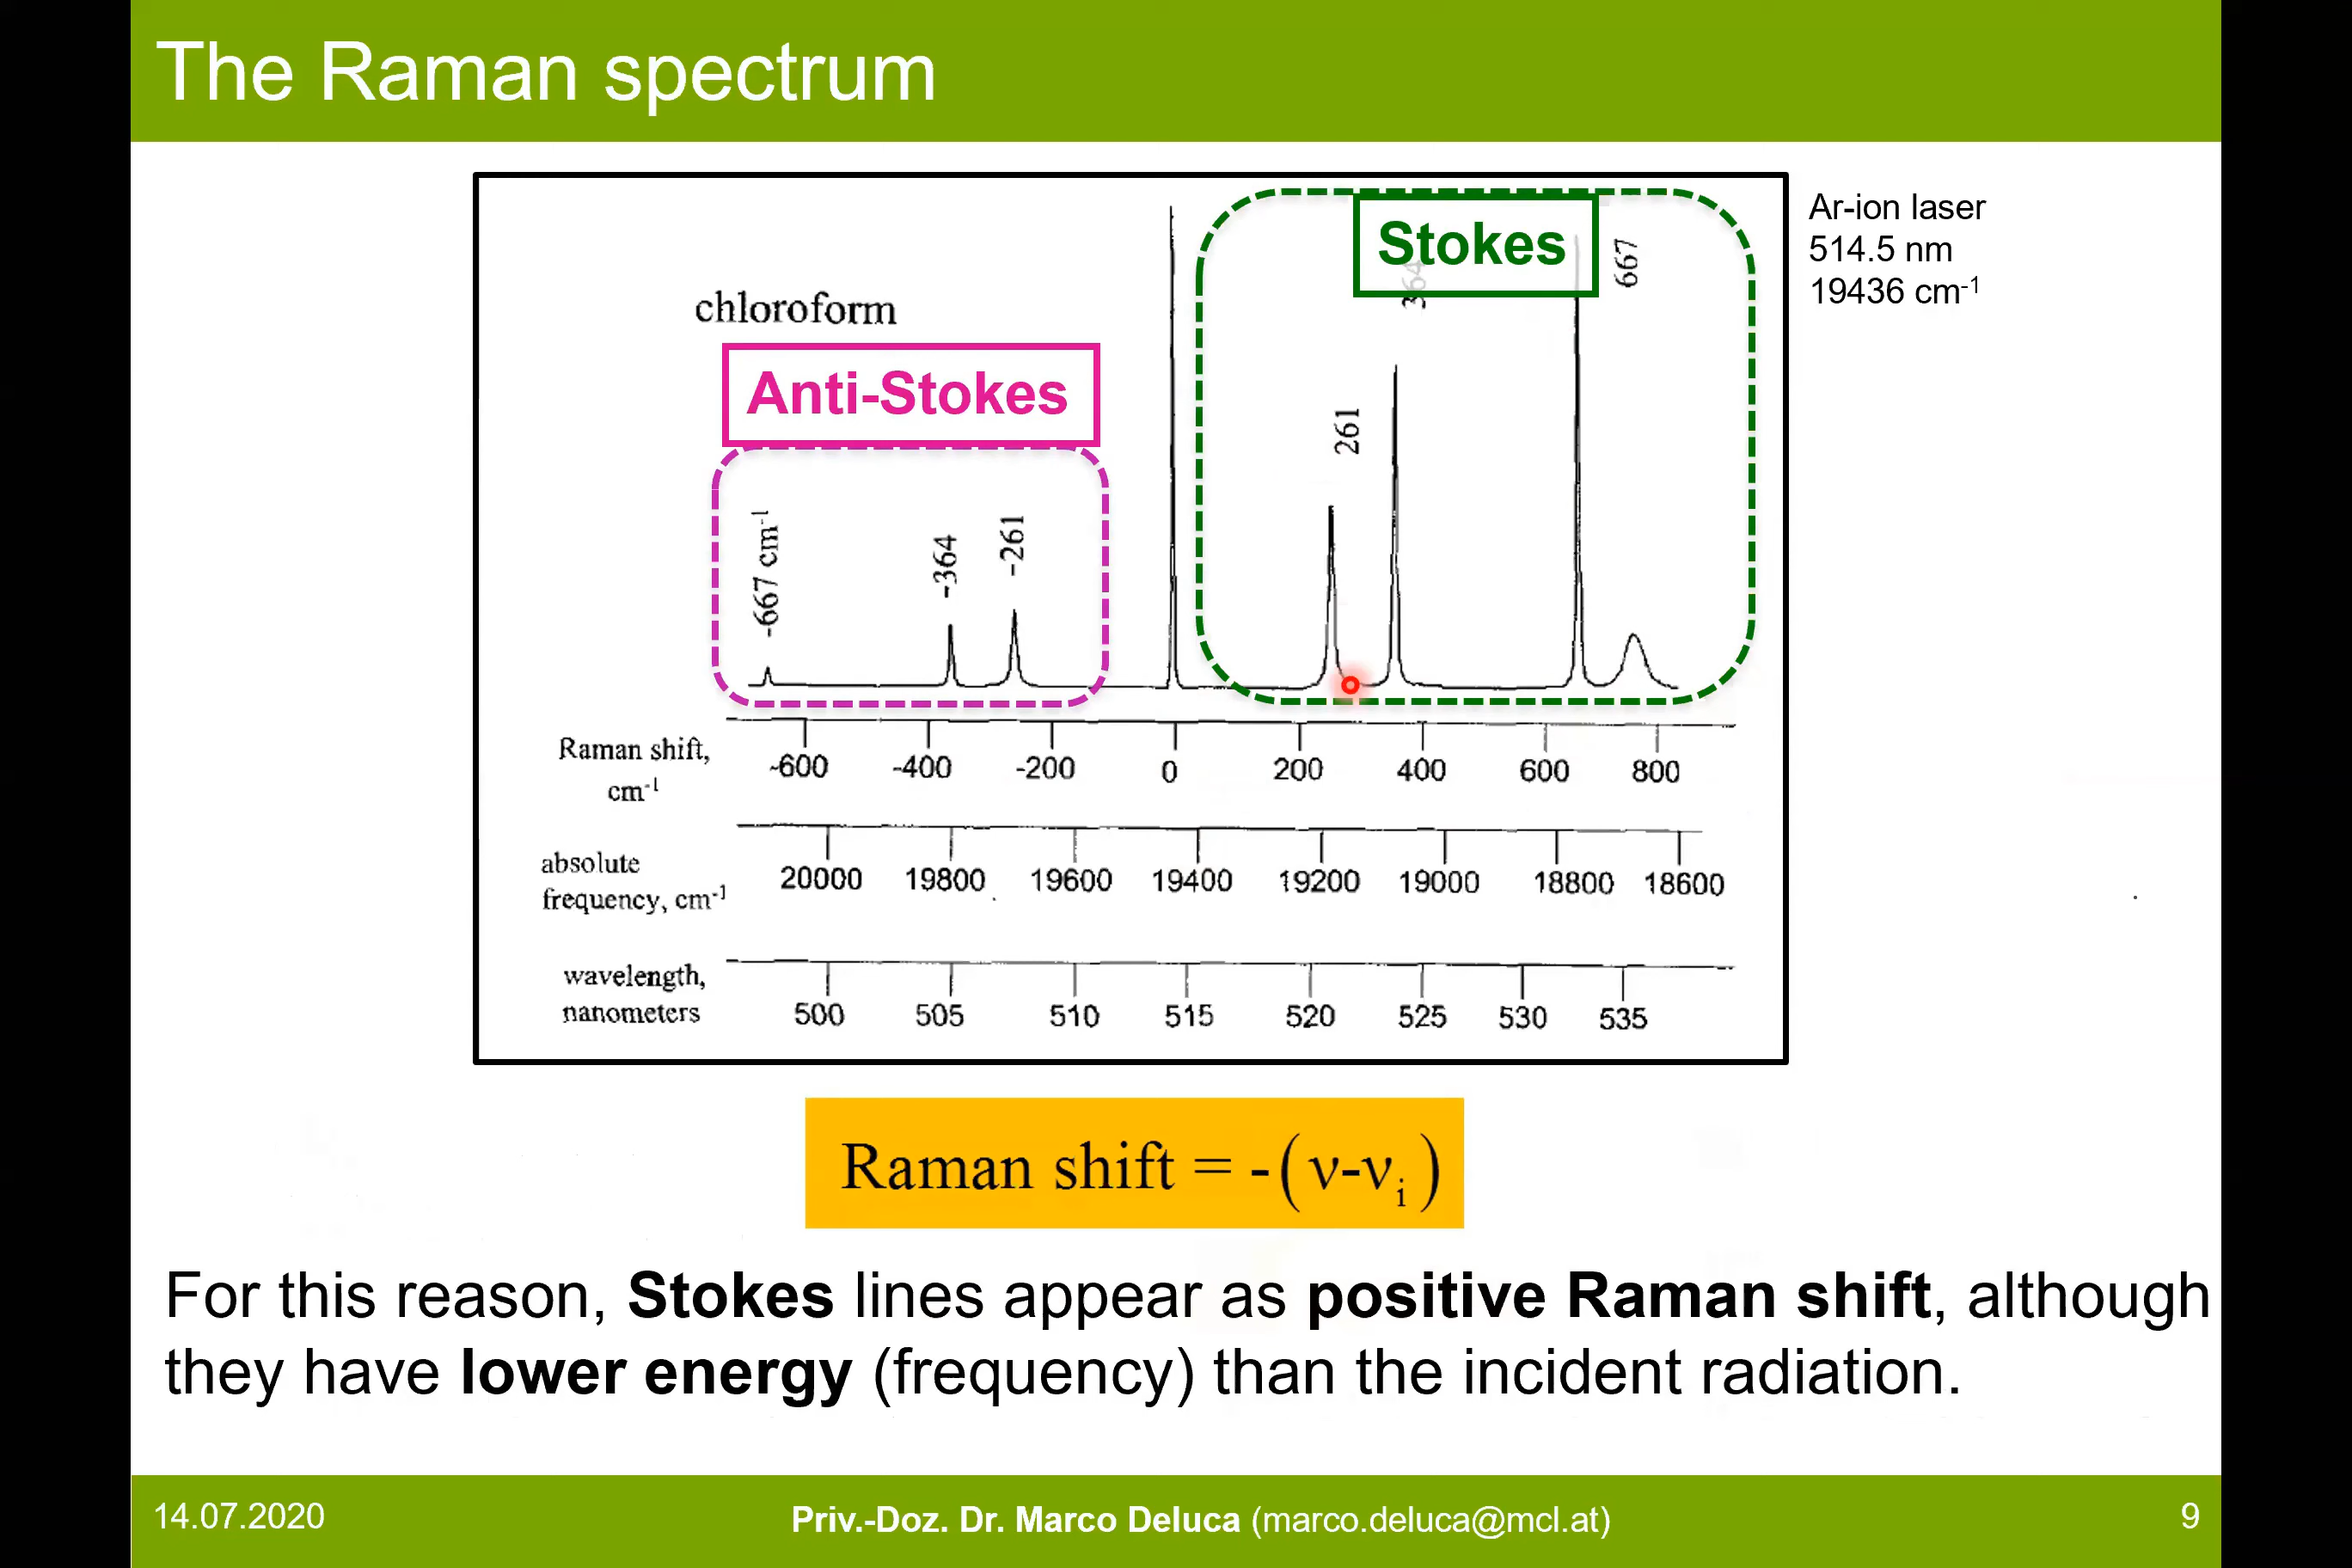 The Raman spectrum
Ar-ion laser
514.5 nm
19436 cm-1
chloroform
Stokes
Anti-Stokes
-667 cm-1
-364
-261
261
364
667
Raman shift,
cm-1
-600 -400 -200 0 200 400 600 800
absolute
frequency, cm-1
20000 19800 19600 19400 19200 19000 18800 18600
wavelength,
nanometers
500 505 510 515 520 525 530 535
Raman shift = -(ν-νi)
For this reason, Stokes lines appear as positive Raman shift, although
they have lower energy (frequency) than the incident radiation.
14.07.2020
Priv.-Doz. Dr. Marco Deluca (marco.deluca@mcl.at)
9